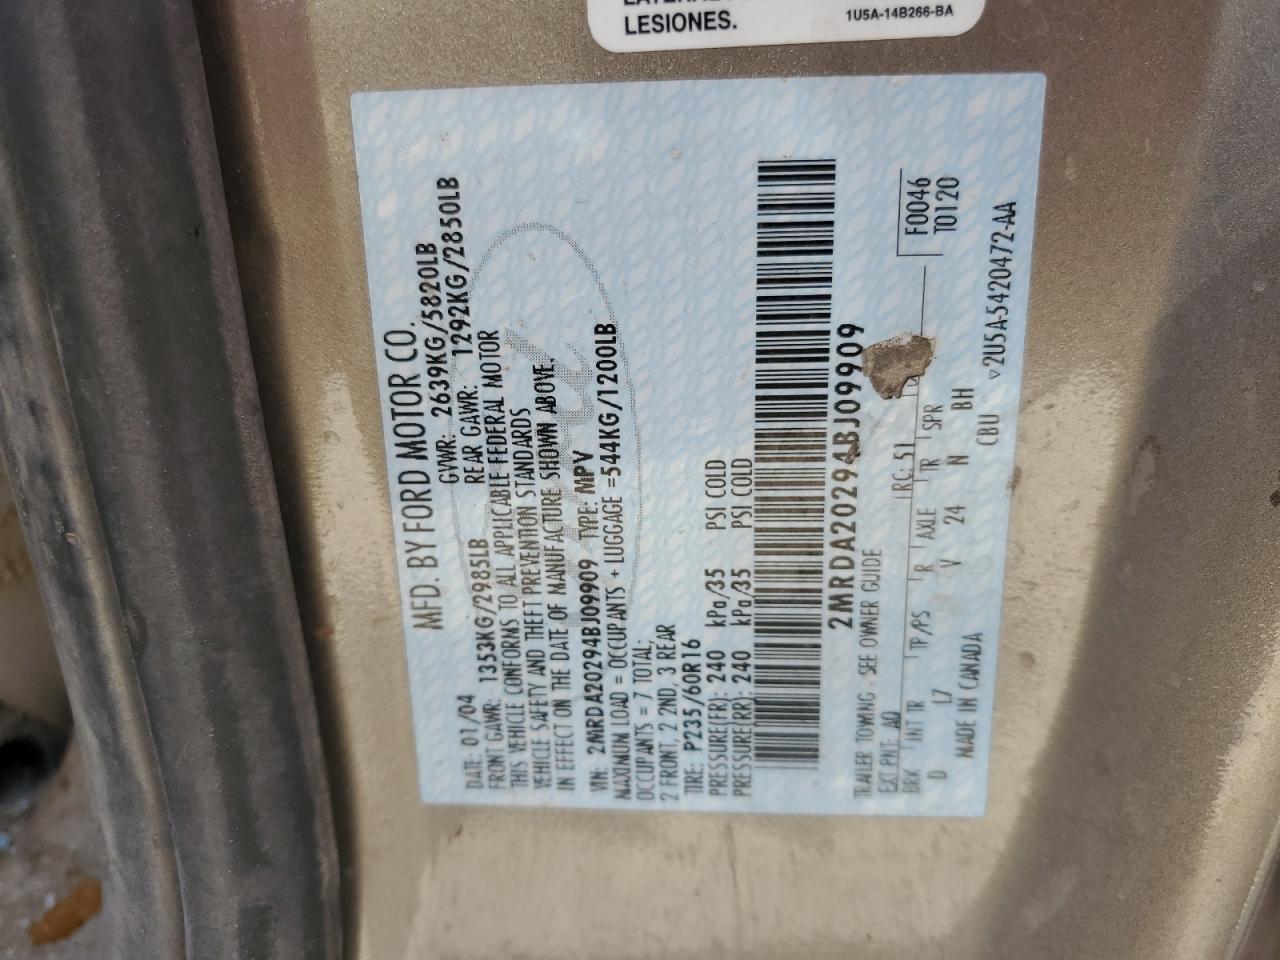 LESIONES.
1U5A-14B266-BA
MFD. BY FORD MOTOR CO.
DATE: 01/04 GVWR: 2639KG/5820LB
FRONT GAWR: 1353KG/2985LB REAR GAWR: 1292KG/2850LB
THIS VEHICLE CONFORMS TO ALL APPLICABLE FEDERAL MOTOR
VEHICLE SAFETY AND THEFT PREVENTION STANDARDS
IN EFFECT ON THE DATE OF MANUFACTURE SHOWN ABOVE.
VIN: 2MRDA20294BJ09909 TYPE: MPV
MAXIMUM LOAD = OCCUPANTS + LUGGAGE =544KG/1200LB
OCCUPANTS = 7 TOTAL,
2 FRONT, 2 2ND, 3 REAR
TIRE: P235/60R16
PRESSURE(FR): 240 kPa/35 PSI COLD
PRESSURE(RR): 240 kPa/35 PSI COLD
2MRDA20294BJ09909
TRAILER TOWING - SEE OWNER GUIDE
F0046
T0120
EXT PNT: AQ RC: 51
BRK INT TR TP/PS R AXLE TR SPR
D L7 V 24 N BH
MADE IN CANADA CBU
▽2U5A-5420472-AA